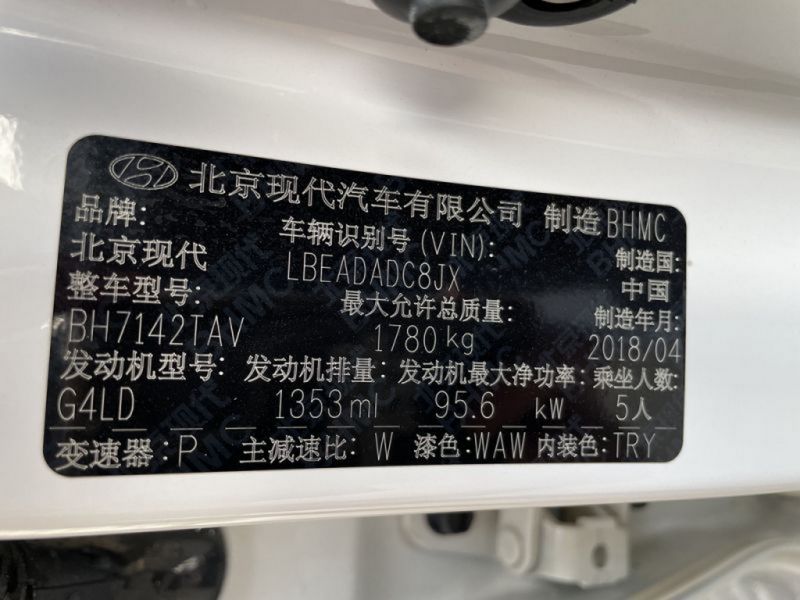 北京现代汽车有限公司 制造 BHMC
品牌: 车辆识别号(VIN): 制造国:
北京现代 LBEADADC8JX 中国
整车型号: 最大允许总质量: 制造年月:
BH7142TAV 1780kg 2018/04
发动机型号: 发动机排量: 发动机最大净功率: 乘坐人数:
G4LD 1353ml 95.6 kW 5人
变速器: P 主减速比: W 漆色:WAW 内装色:TRY